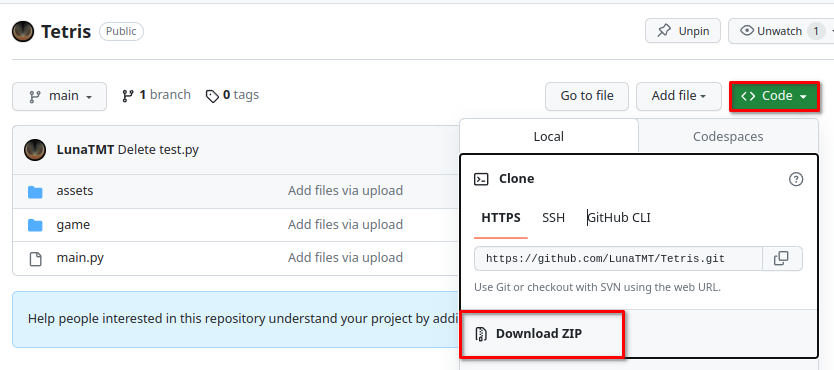 Tetris Public Unpin Unwatch 1
main 1 branch 0 tags Go to file Add file <> Code
Local Codespaces
LunaTMT Delete test.py
Clone
assets Add files via upload
HTTPS SSH GitHub CLI
game Add files via upload
main.py Add files via upload
https://github.com/LunaTMT/Tetris.git
Use Git or checkout with SVN using the web URL.
Help people interested in this repository understand your project by addi
Download ZIP